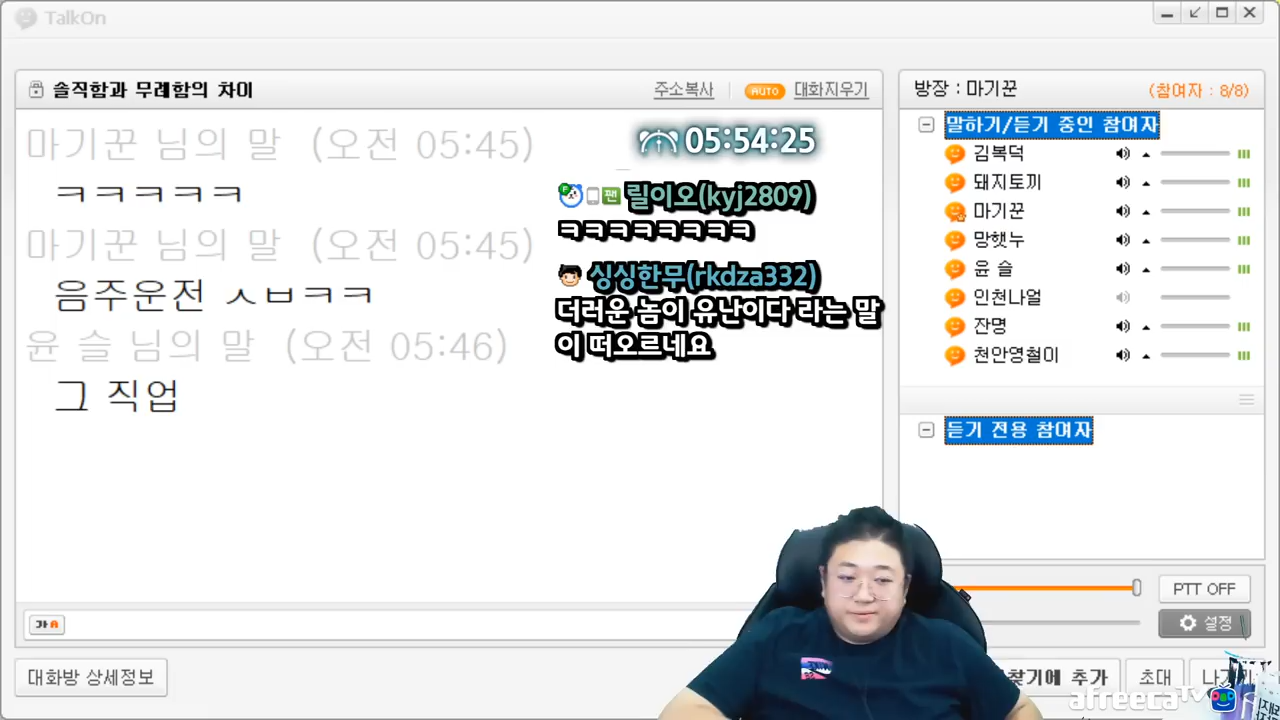 TalkOn
솔직함과 무례함의 차이
주소복사
AUTO
대화지우기
마기꾼 님의 말 (오전 05:45)
ㅋㅋㅋㅋㅋ
마기꾼 님의 말 (오전 05:45)
음주운전 ㅅㅂㅋㅋ
윤 슬 님의 말 (오전 05:46)
그 직업
05:54:25
F 팬 릴이오(kyj2809)
ㅋㅋㅋㅋㅋㅋㅋㅋ
싱싱한무(rkdza332)
더러운 놈이 유난이다 라는 말
이 떠오르네요
방장 : 마기꾼
(참여자 : 8/8)
말하기/듣기 중인 참여자
김복덕
돼지토끼
마기꾼
망햇누
윤 슬
인천나얼
잔명
천안영철이
듣기 전용 참여자
PTT OFF
설정
가A
대화방 상세정보
찾기에 추가
초대
afreecaTV